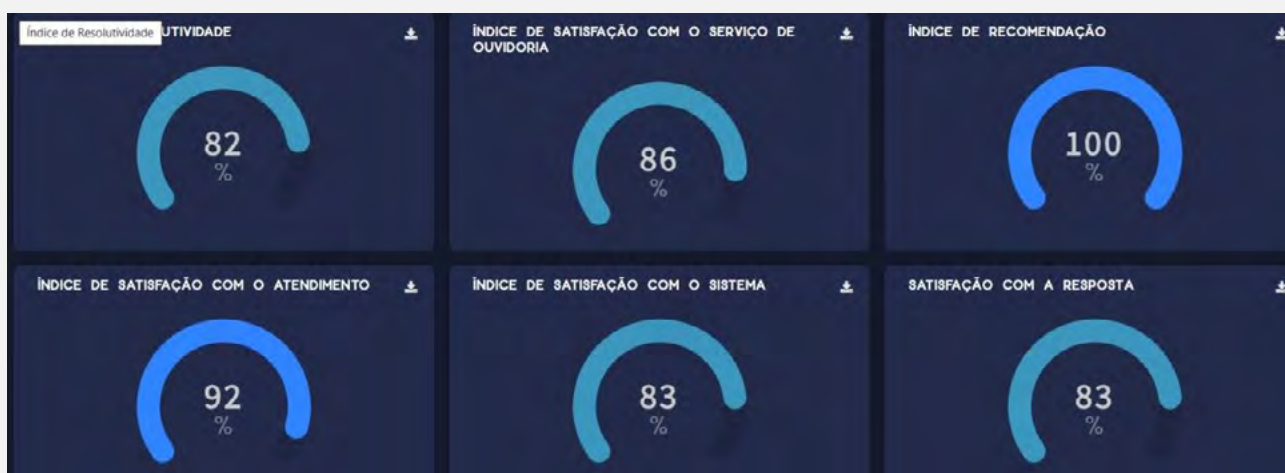 Índice de Resolutividade UTIVIDADE
82
%
ÍNDICE DE SATISFAÇÃO COM O SERVIÇO DE
OUVIDORIA
86
%
ÍNDICE DE RECOMENDAÇÃO
100
%
ÍNDICE DE SATISFAÇÃO COM O ATENDIMENTO
92
%
ÍNDICE DE SATISFAÇÃO COM O SISTEMA
83
%
SATISFAÇÃO COM A RESPOSTA
83
%